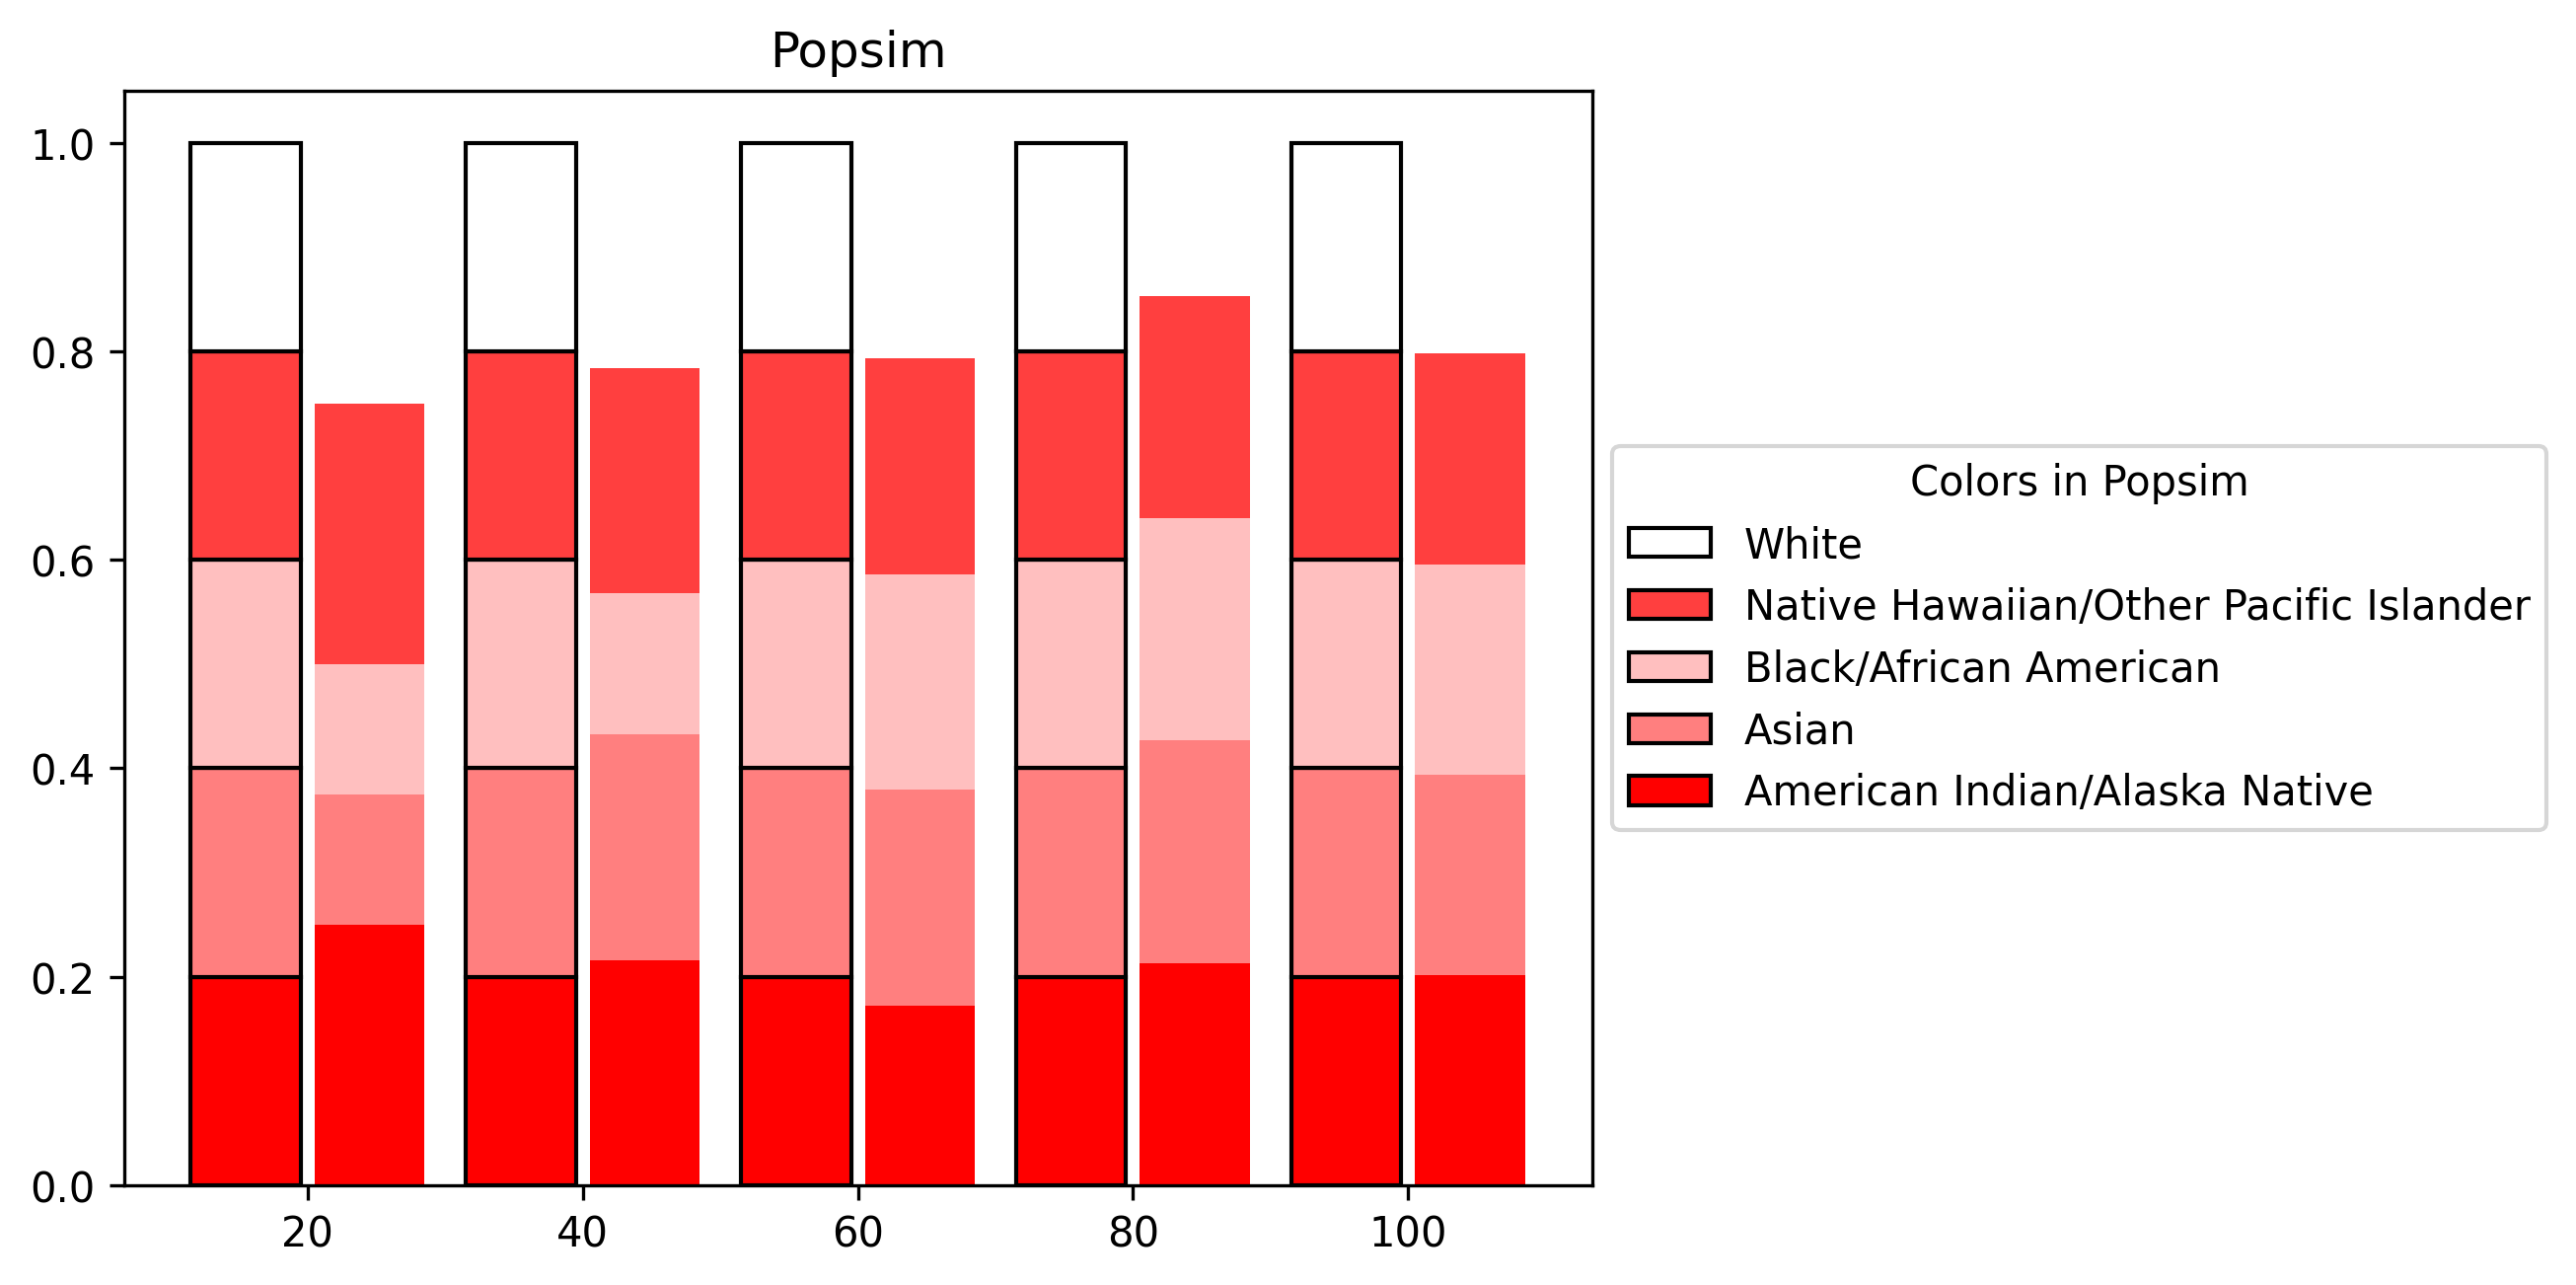 Popsim
1.0
0.8
0.6
0.4
0.2
0.0
20 40 60 80 100
Colors in Popsim
White
Native Hawaiian/Other Pacific Islander
Black/African American
Asian
American Indian/Alaska Native